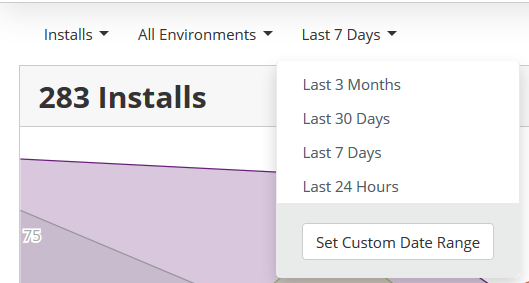 Installs All Environments Last 7 Days
283 Installs
Last 3 Months
Last 30 Days
Last 7 Days
Last 24 Hours
75
Set Custom Date Range